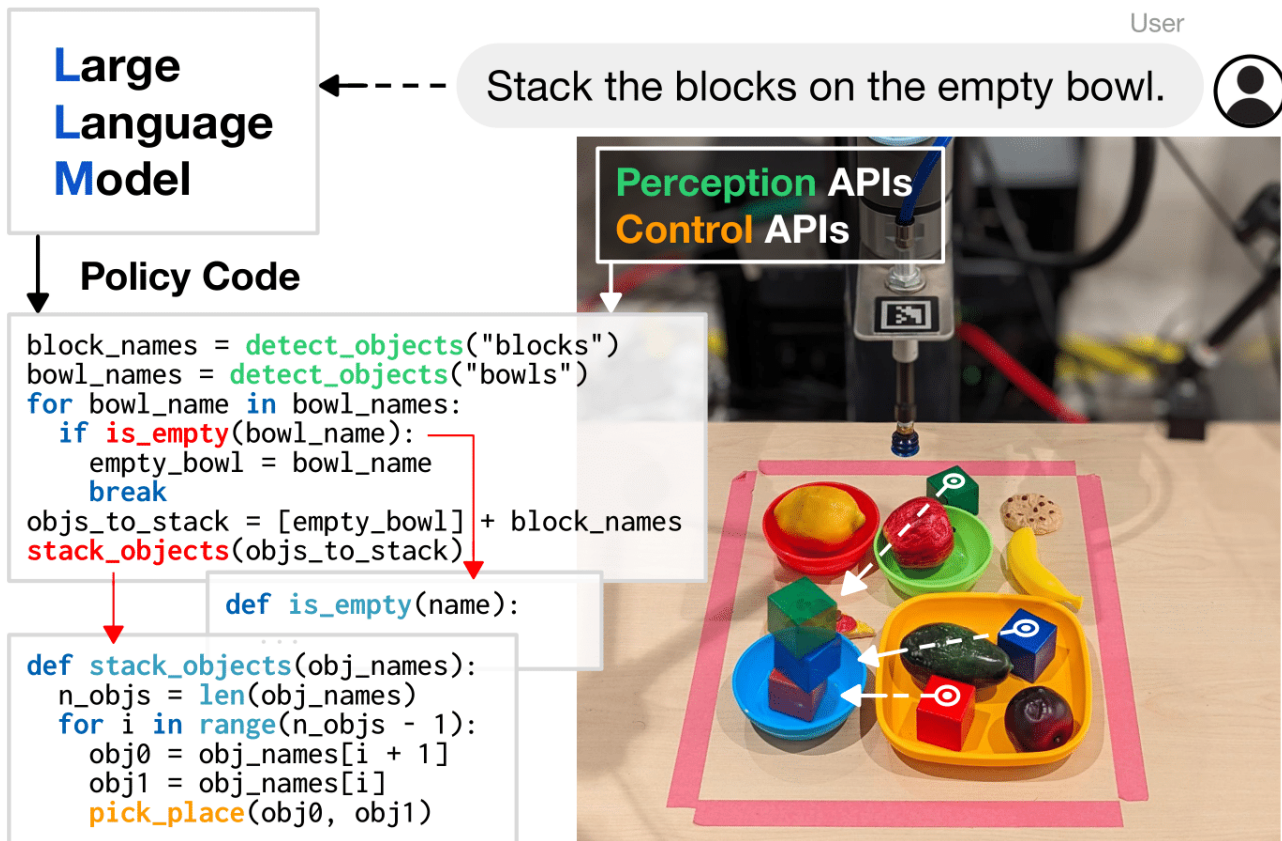 User
Large
Language
Model
Stack the blocks on the empty bowl.
Perception APIs
Control APIs
Policy Code
block_names = detect_objects("blocks")
bowl_names = detect_objects("bowls")
for bowl_name in bowl_names:
  if is_empty(bowl_name):
    empty_bowl = bowl_name
    break
objs_to_stack = [empty_bowl] + block_names
stack_objects(objs_to_stack)
def is_empty(name):
...
def stack_objects(obj_names):
  n_objs = len(obj_names)
  for i in range(n_objs - 1):
    obj0 = obj_names[i + 1]
    obj1 = obj_names[i]
    pick_place(obj0, obj1)